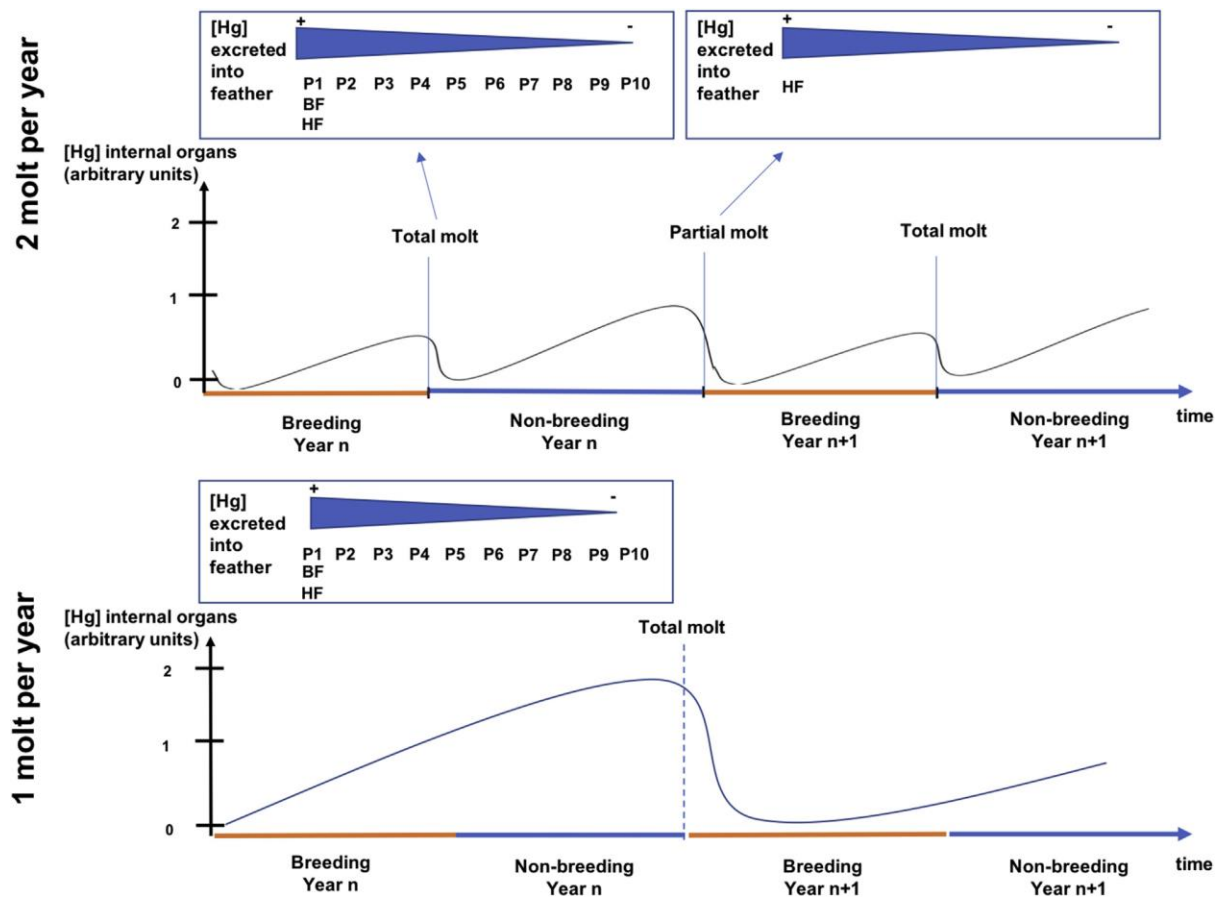 2 molt per year
[Hg]
excreted
into
feather
+
-
P1 P2 P3 P4 P5 P6 P7 P8 P9 P10
BF
HF
[Hg]
excreted
into
feather
+
-
HF
[Hg] internal organs
(arbitrary units)
2
1
0
Total molt
Partial molt
Total molt
Breeding
Year n
Non-breeding
Year n
Breeding
Year n+1
Non-breeding
Year n+1
time
1 molt per year
[Hg]
excreted
into
feather
+
-
P1 P2 P3 P4 P5 P6 P7 P8 P9 P10
BF
HF
[Hg] internal organs
(arbitrary units)
2
1
0
Total molt
Breeding
Year n
Non-breeding
Year n
Breeding
Year n+1
Non-breeding
Year n+1
time